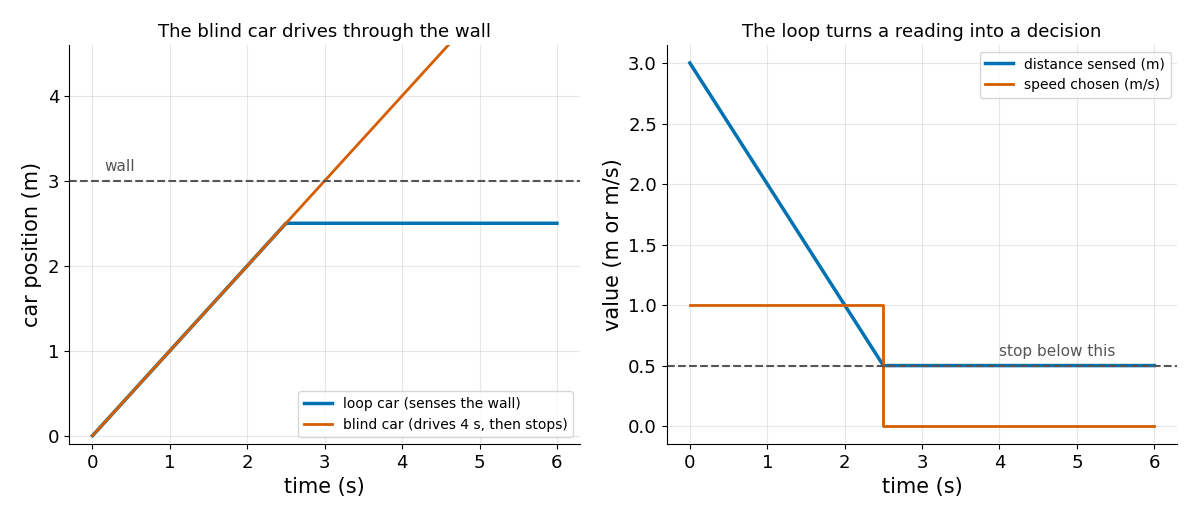 The blind car drives through the wall
car position (m)
4
3
2
1
0
wall
loop car (senses the wall)
blind car (drives 4 s, then stops)
0 1 2 3 4 5 6
time (s)
The loop turns a reading into a decision
value (m or m/s)
3.0
2.5
2.0
1.5
1.0
0.5
0.0
distance sensed (m)
speed chosen (m/s)
stop below this
0 1 2 3 4 5 6
time (s)